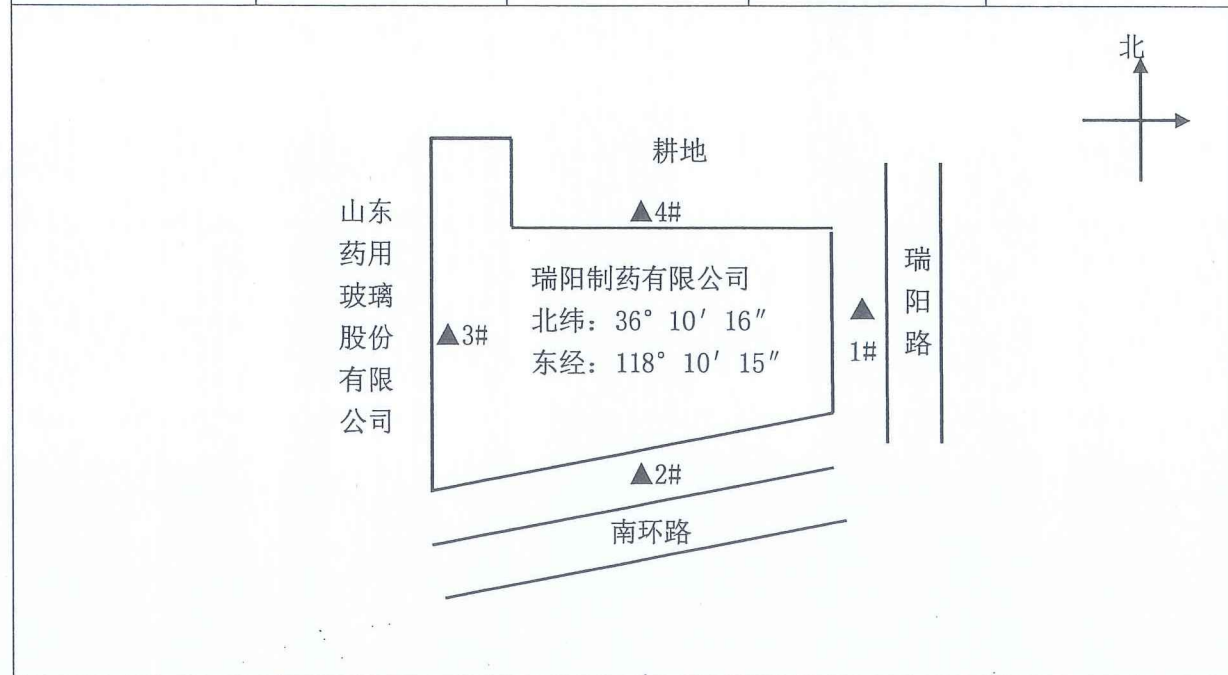 北
耕地
▲4#
山东
药用
玻璃
股份
有限
公司
瑞阳制药有限公司
北纬：36° 10′ 16″
东经：118° 10′ 15″
▲3#
▲
1#
瑞
阳
路
▲2#
南环路